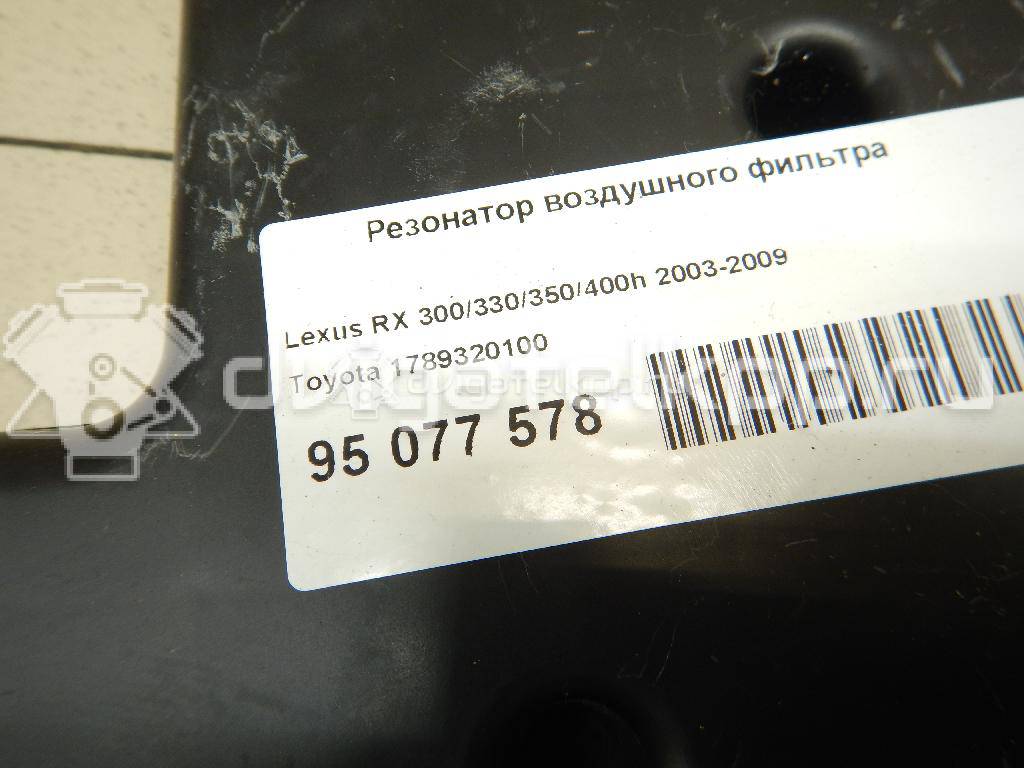 Резонатор воздушного фильтра
Lexus RX 300/330/350/400h 2003-2009
Toyota 1789320100
95 077 578